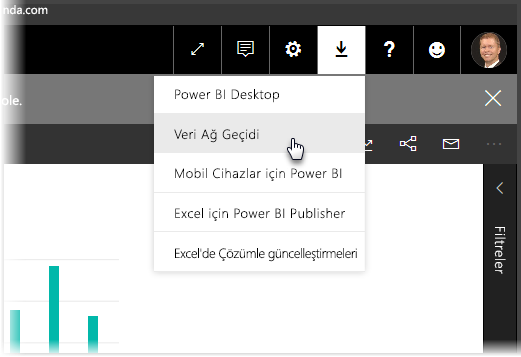 nda.com
ole.
Power BI Desktop
Veri Ağ Geçidi
Mobil Cihazlar için Power BI
Excel için Power BI Publisher
Excel'de Çözümle güncelleştirmeleri
Filtreler